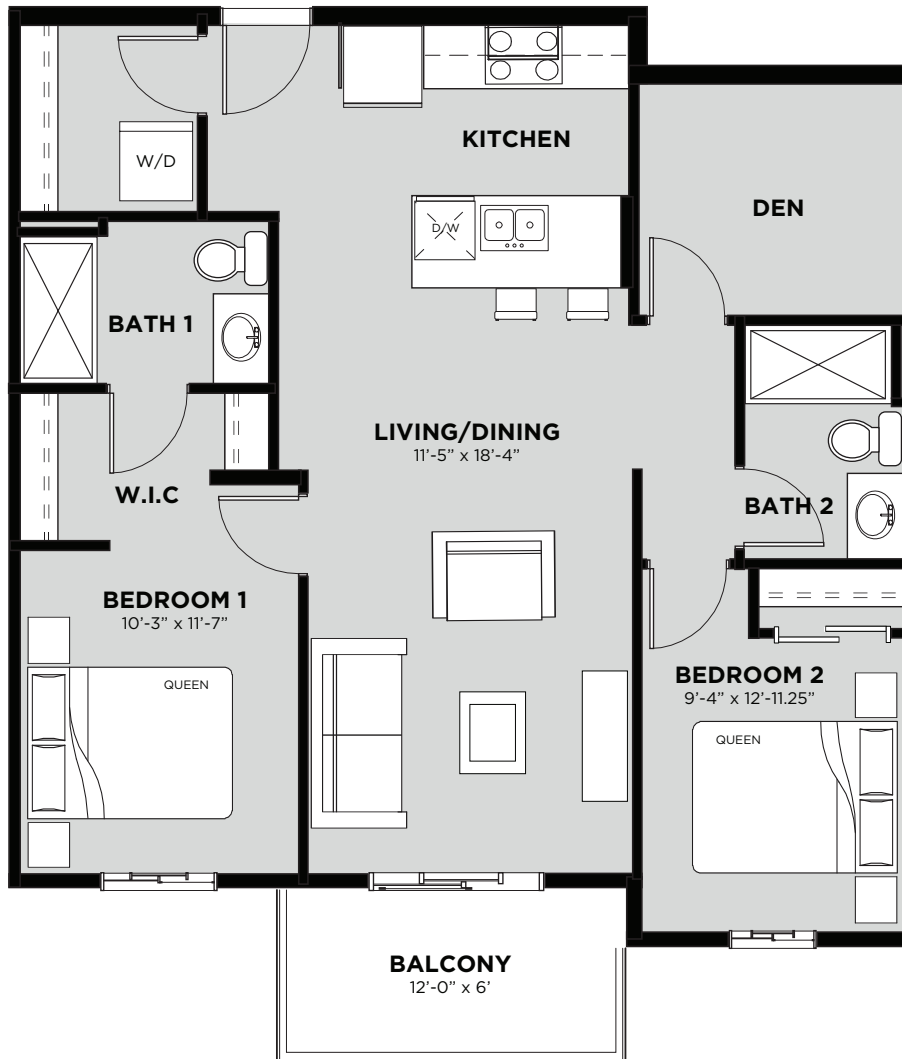 KITCHEN
W/D
DEN
D/W
BATH 1
LIVING/DINING
11'-5” x 18'-4”
W.I.C
BATH 2
BEDROOM 1
10'-3” x 11'-7”
QUEEN
BEDROOM 2
9'-4” x 12'-11.25”
QUEEN
BALCONY
12'-0” x 6'